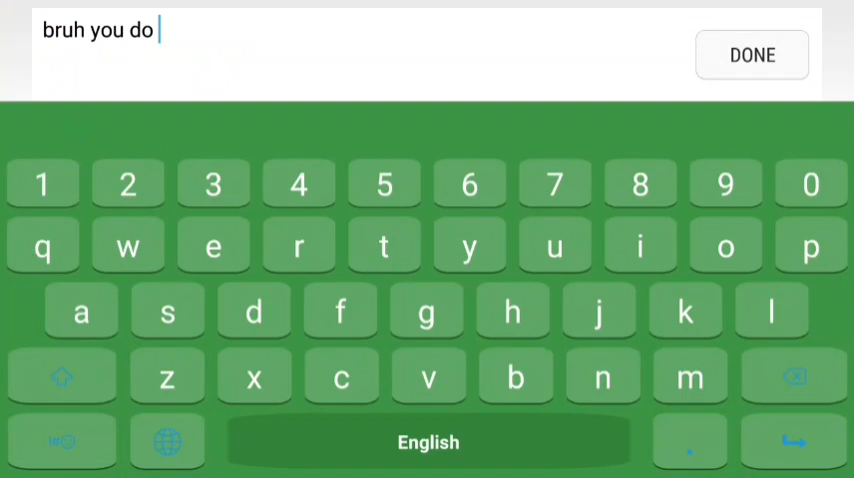 bruh you do
DONE
1 2 3 4 5 6 7 8 9 0
q w e r t y u i o p
a s d f g h j k l
z x c v b n m
!#☺ English .